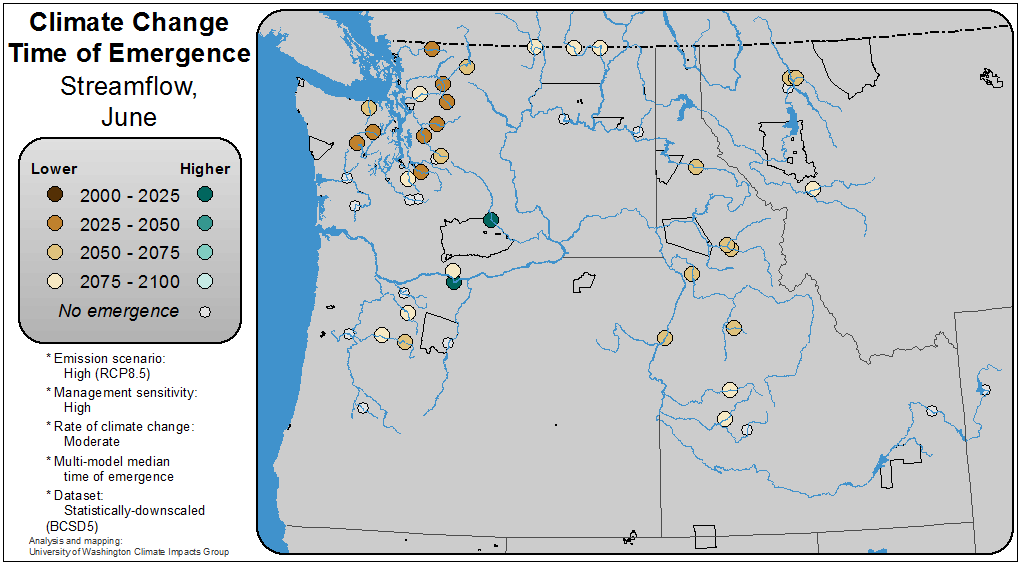 Climate Change
Time of Emergence
Streamflow,
June
Lower Higher
2000 - 2025
2025 - 2050
2050 - 2075
2075 - 2100
No emergence
* Emission scenario:
High (RCP8.5)
* Management sensitivity:
High
* Rate of climate change:
Moderate
* Multi-model median
time of emergence
* Dataset:
Statistically-downscaled
(BCSD5)
Analysis and mapping:
University of Washington Climate Impacts Group